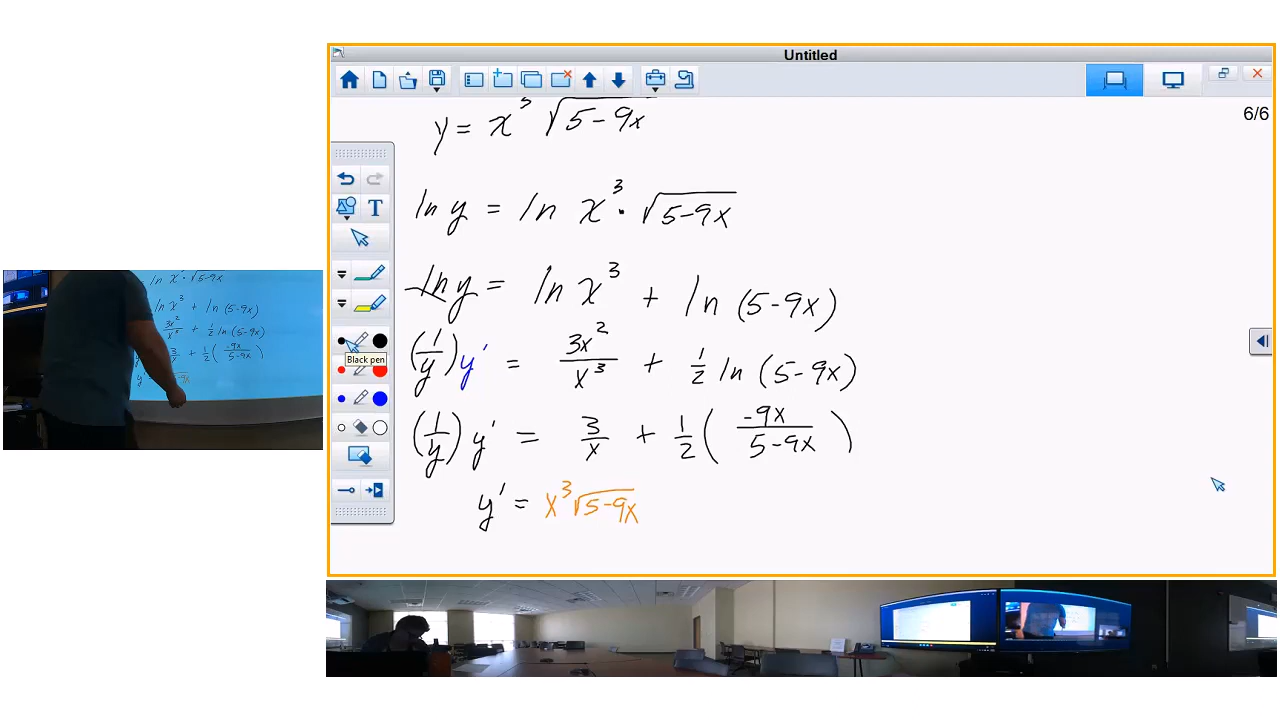 Untitled
6/6
y = x³ √(5-9x)
ln y = ln x³ · √(5-9x)
ln y = ln x³ + ln (5-9x)
(1/y) y' = 3x²/x³ + 1/2 ln (5-9x)
T
Black pen
(1/y) y' = 3/x + 1/2 (-9x/(5-9x))
y' = x³ √(5-9x)